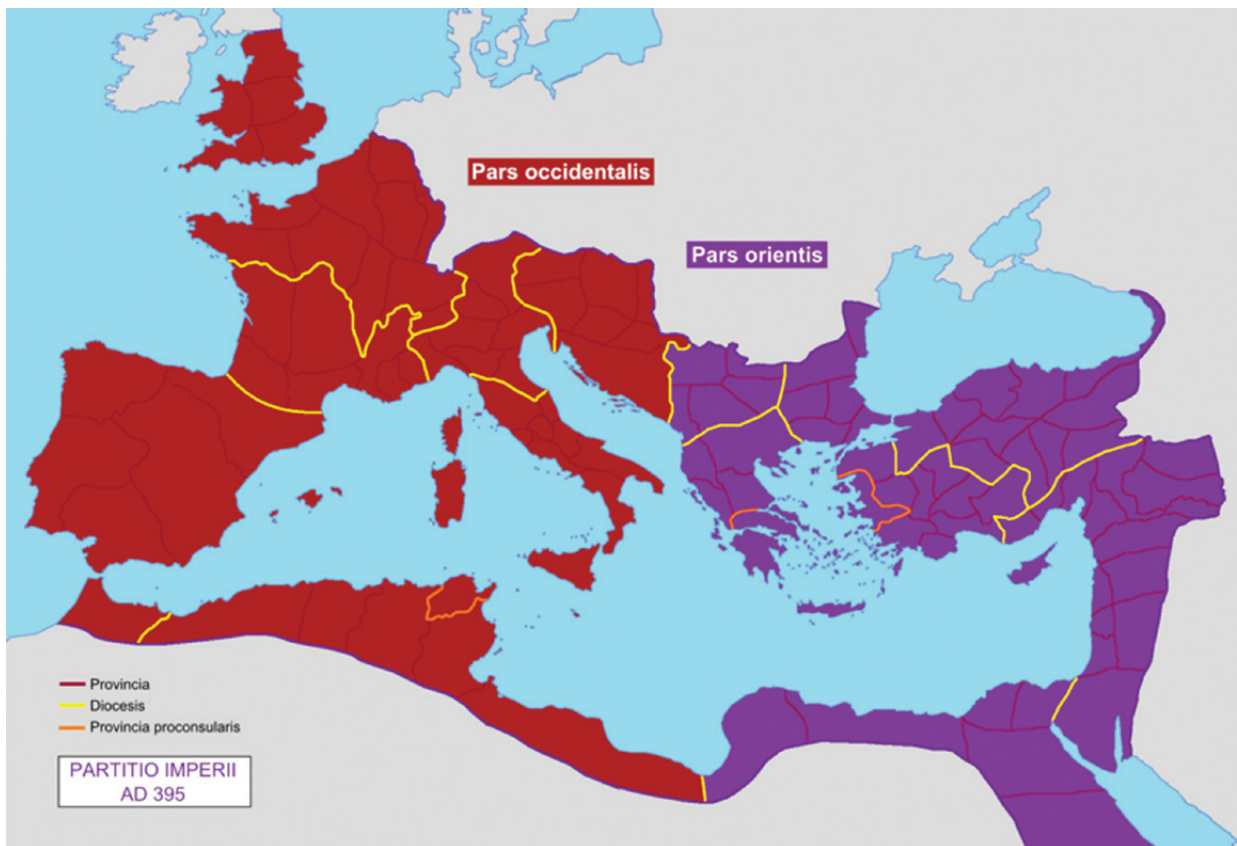 Pars occidentalis
Pars orientis
Provincia
Diocesis
Provincia proconsularis
PARTITIO IMPERII
AD 395